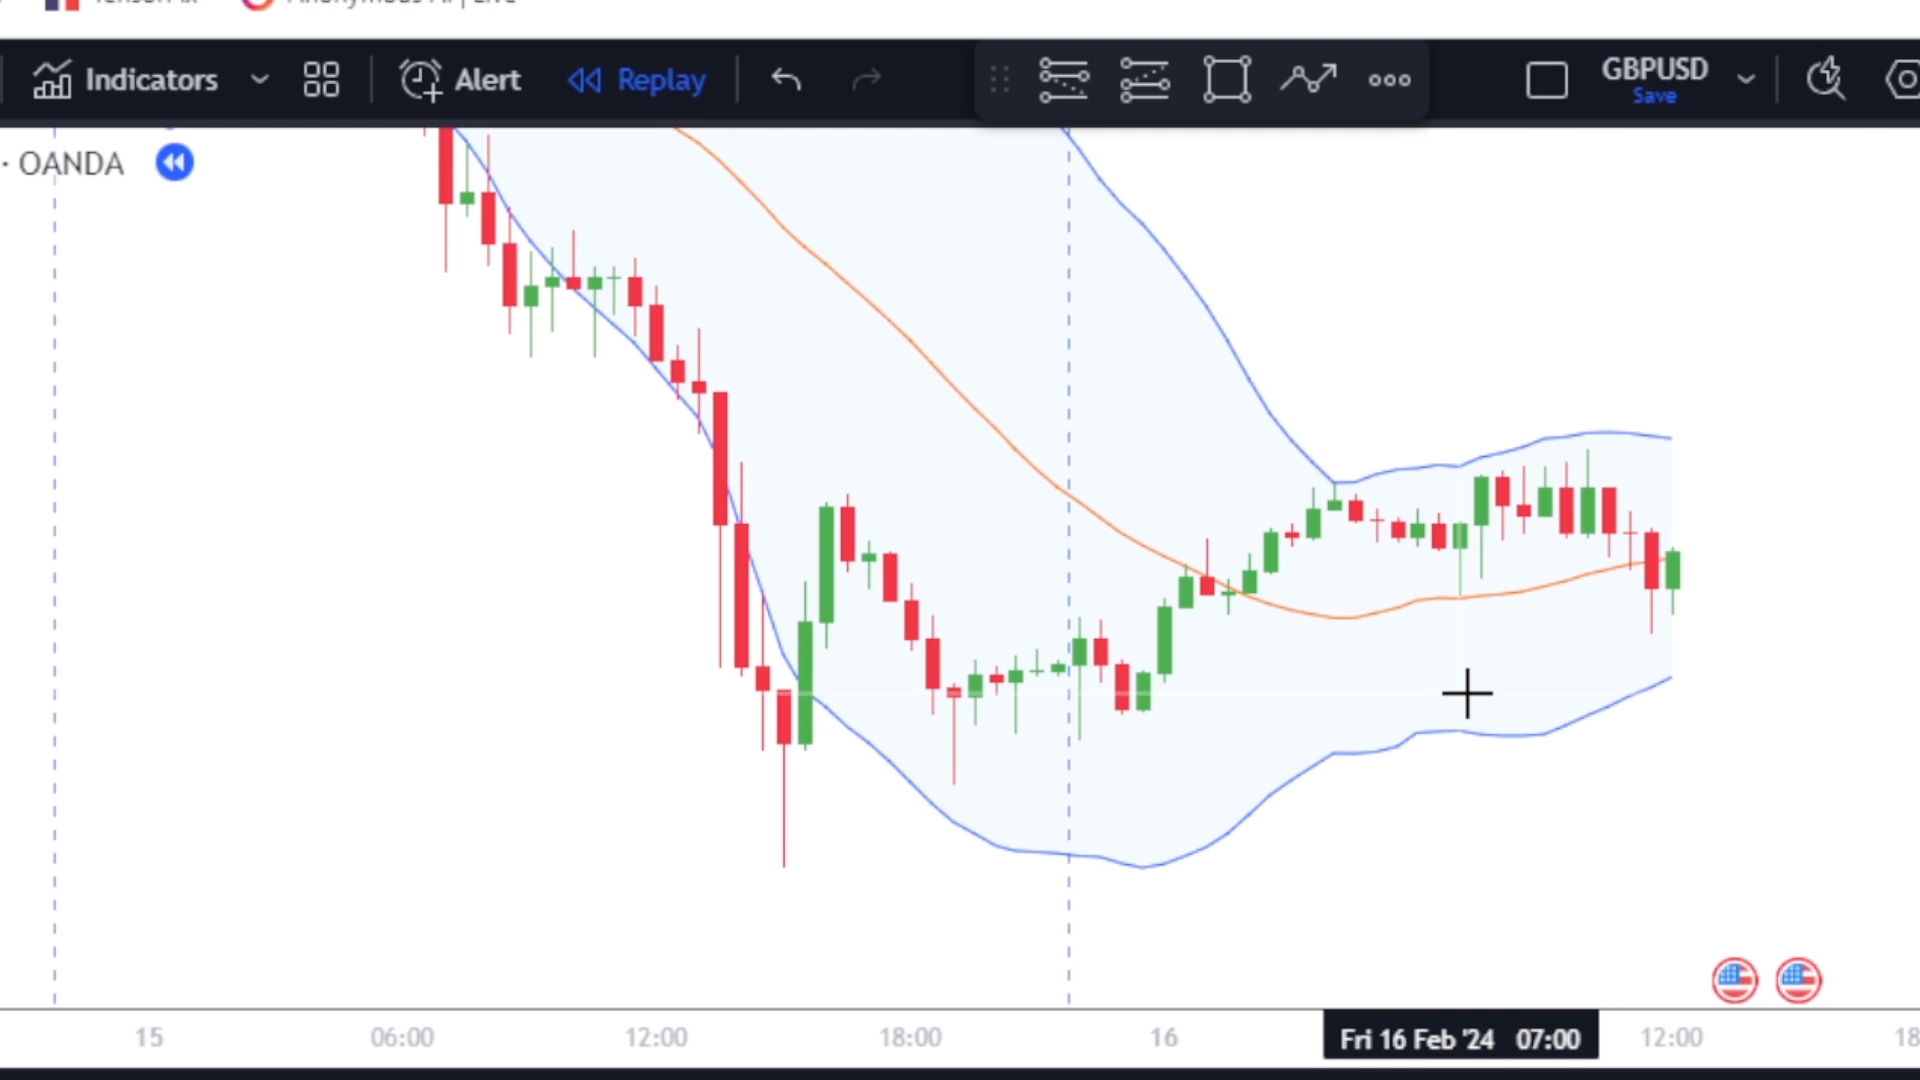 Indicators Alert Replay GBPUSD
Save
· OANDA
15 06:00 12:00 18:00 16 Fri 16 Feb '24 07:00 12:00 18